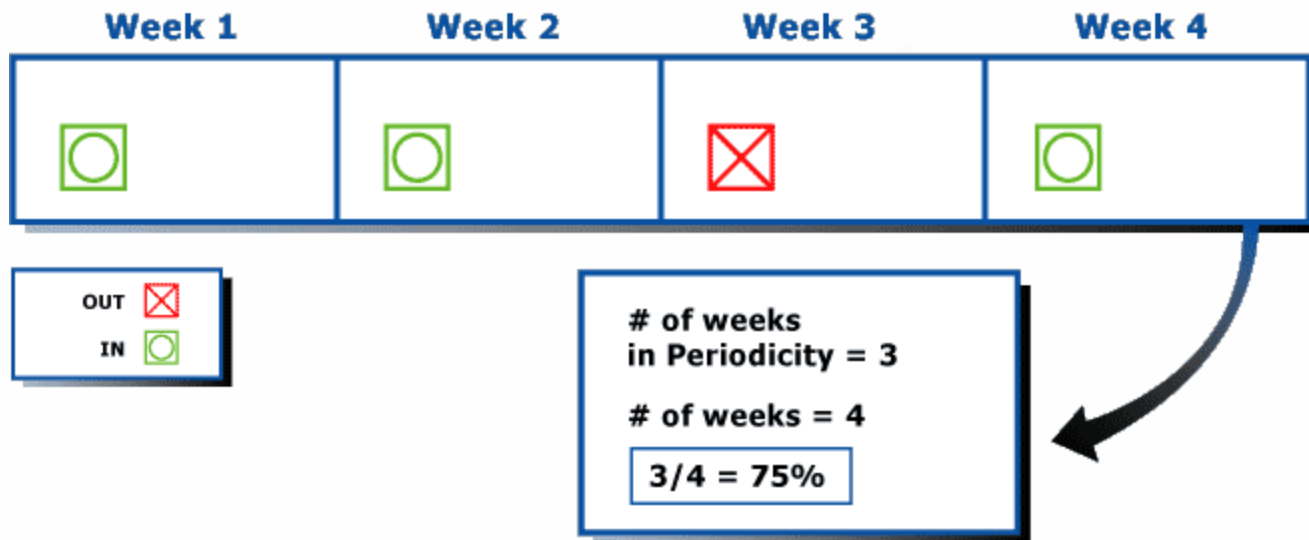 Week 1 Week 2 Week 3 Week 4
OUT
IN
# of weeks
in Periodicity = 3
# of weeks = 4
3/4 = 75%